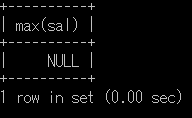 +----------+
| max(sal) |
+----------+
|     NULL |
+----------+
1 row in set (0.00 sec)